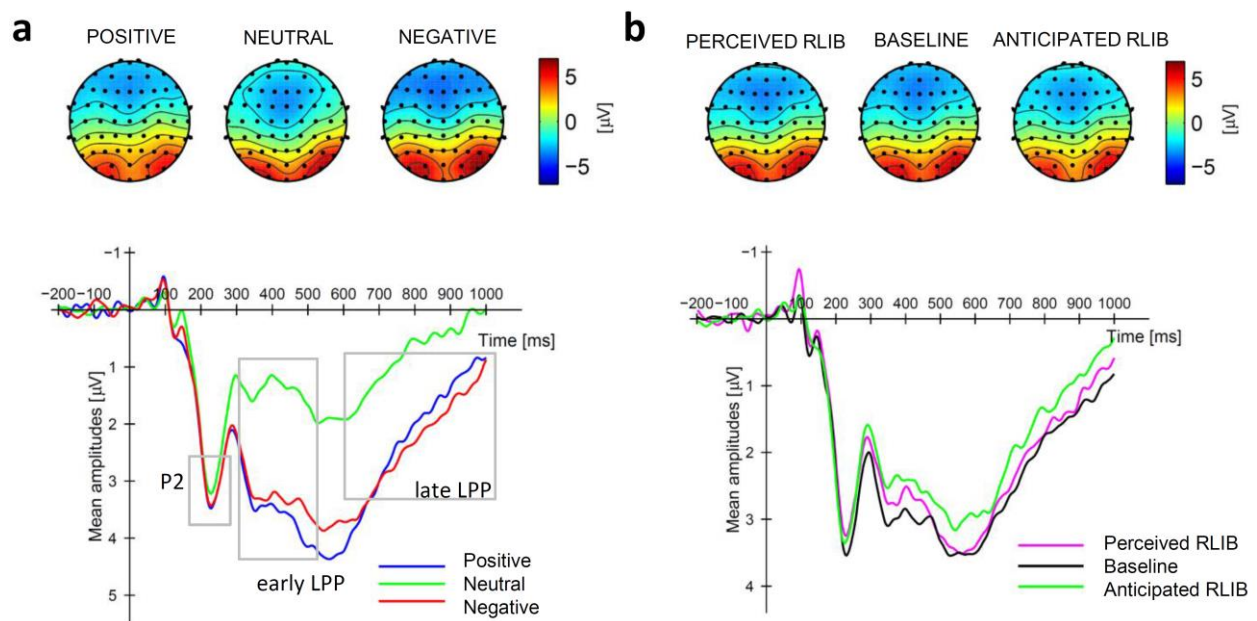 a
POSITIVE NEUTRAL NEGATIVE
5
0
−5
[µV]
−1
−200−100 100 200 300 400 500 600 700 800 900 1000
Time [ms]
1
2
3
4
5
Mean amplitudes [µV]
P2
early LPP
late LPP
Positive
Neutral
Negative
b
PERCEIVED RLIB BASELINE ANTICIPATED RLIB
5
0
−5
[µV]
−1
−200−100 100 200 300 400 500 600 700 800 900 1000
Time [ms]
1
2
3
4
Mean amplitudes [µV]
Perceived RLIB
Baseline
Anticipated RLIB